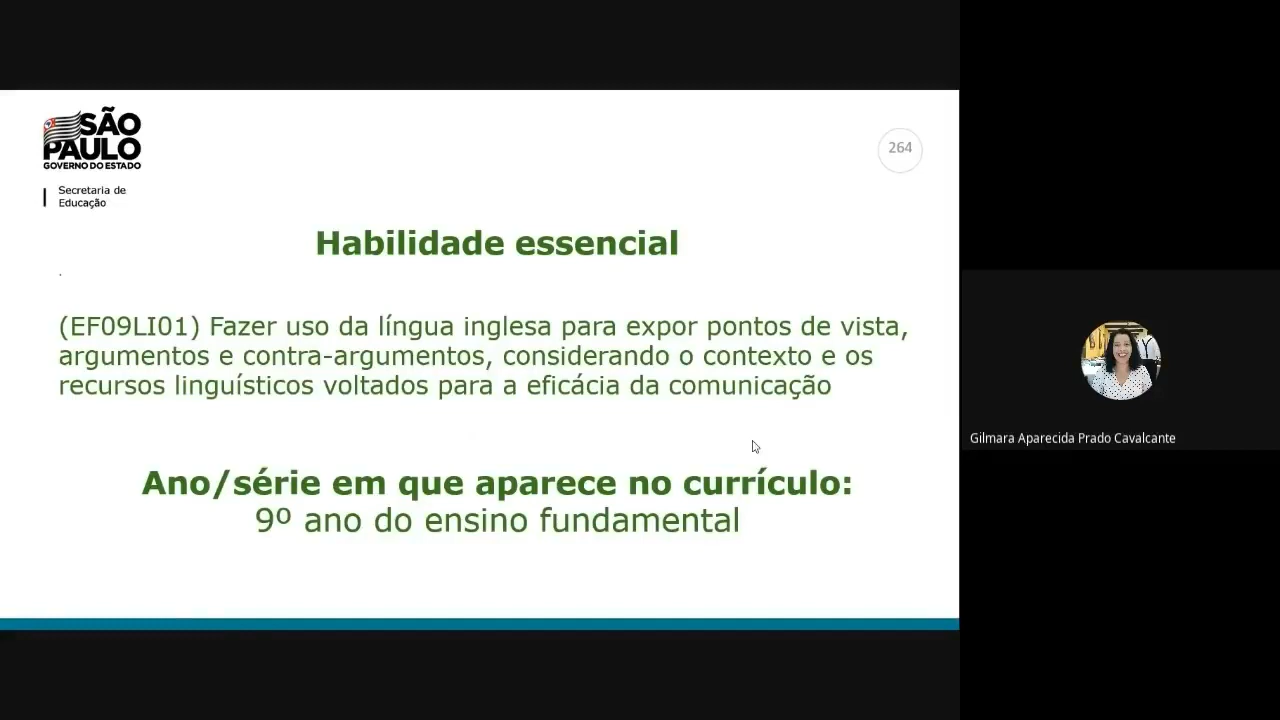 SÃO
PAULO
GOVERNO DO ESTADO
Secretaria de
Educação
264
Habilidade essencial
.
(EF09LI01) Fazer uso da língua inglesa para expor pontos de vista,
argumentos e contra-argumentos, considerando o contexto e os
recursos linguísticos voltados para a eficácia da comunicação
Ano/série em que aparece no currículo:
9º ano do ensino fundamental
Gilmara Aparecida Prado Cavalcante